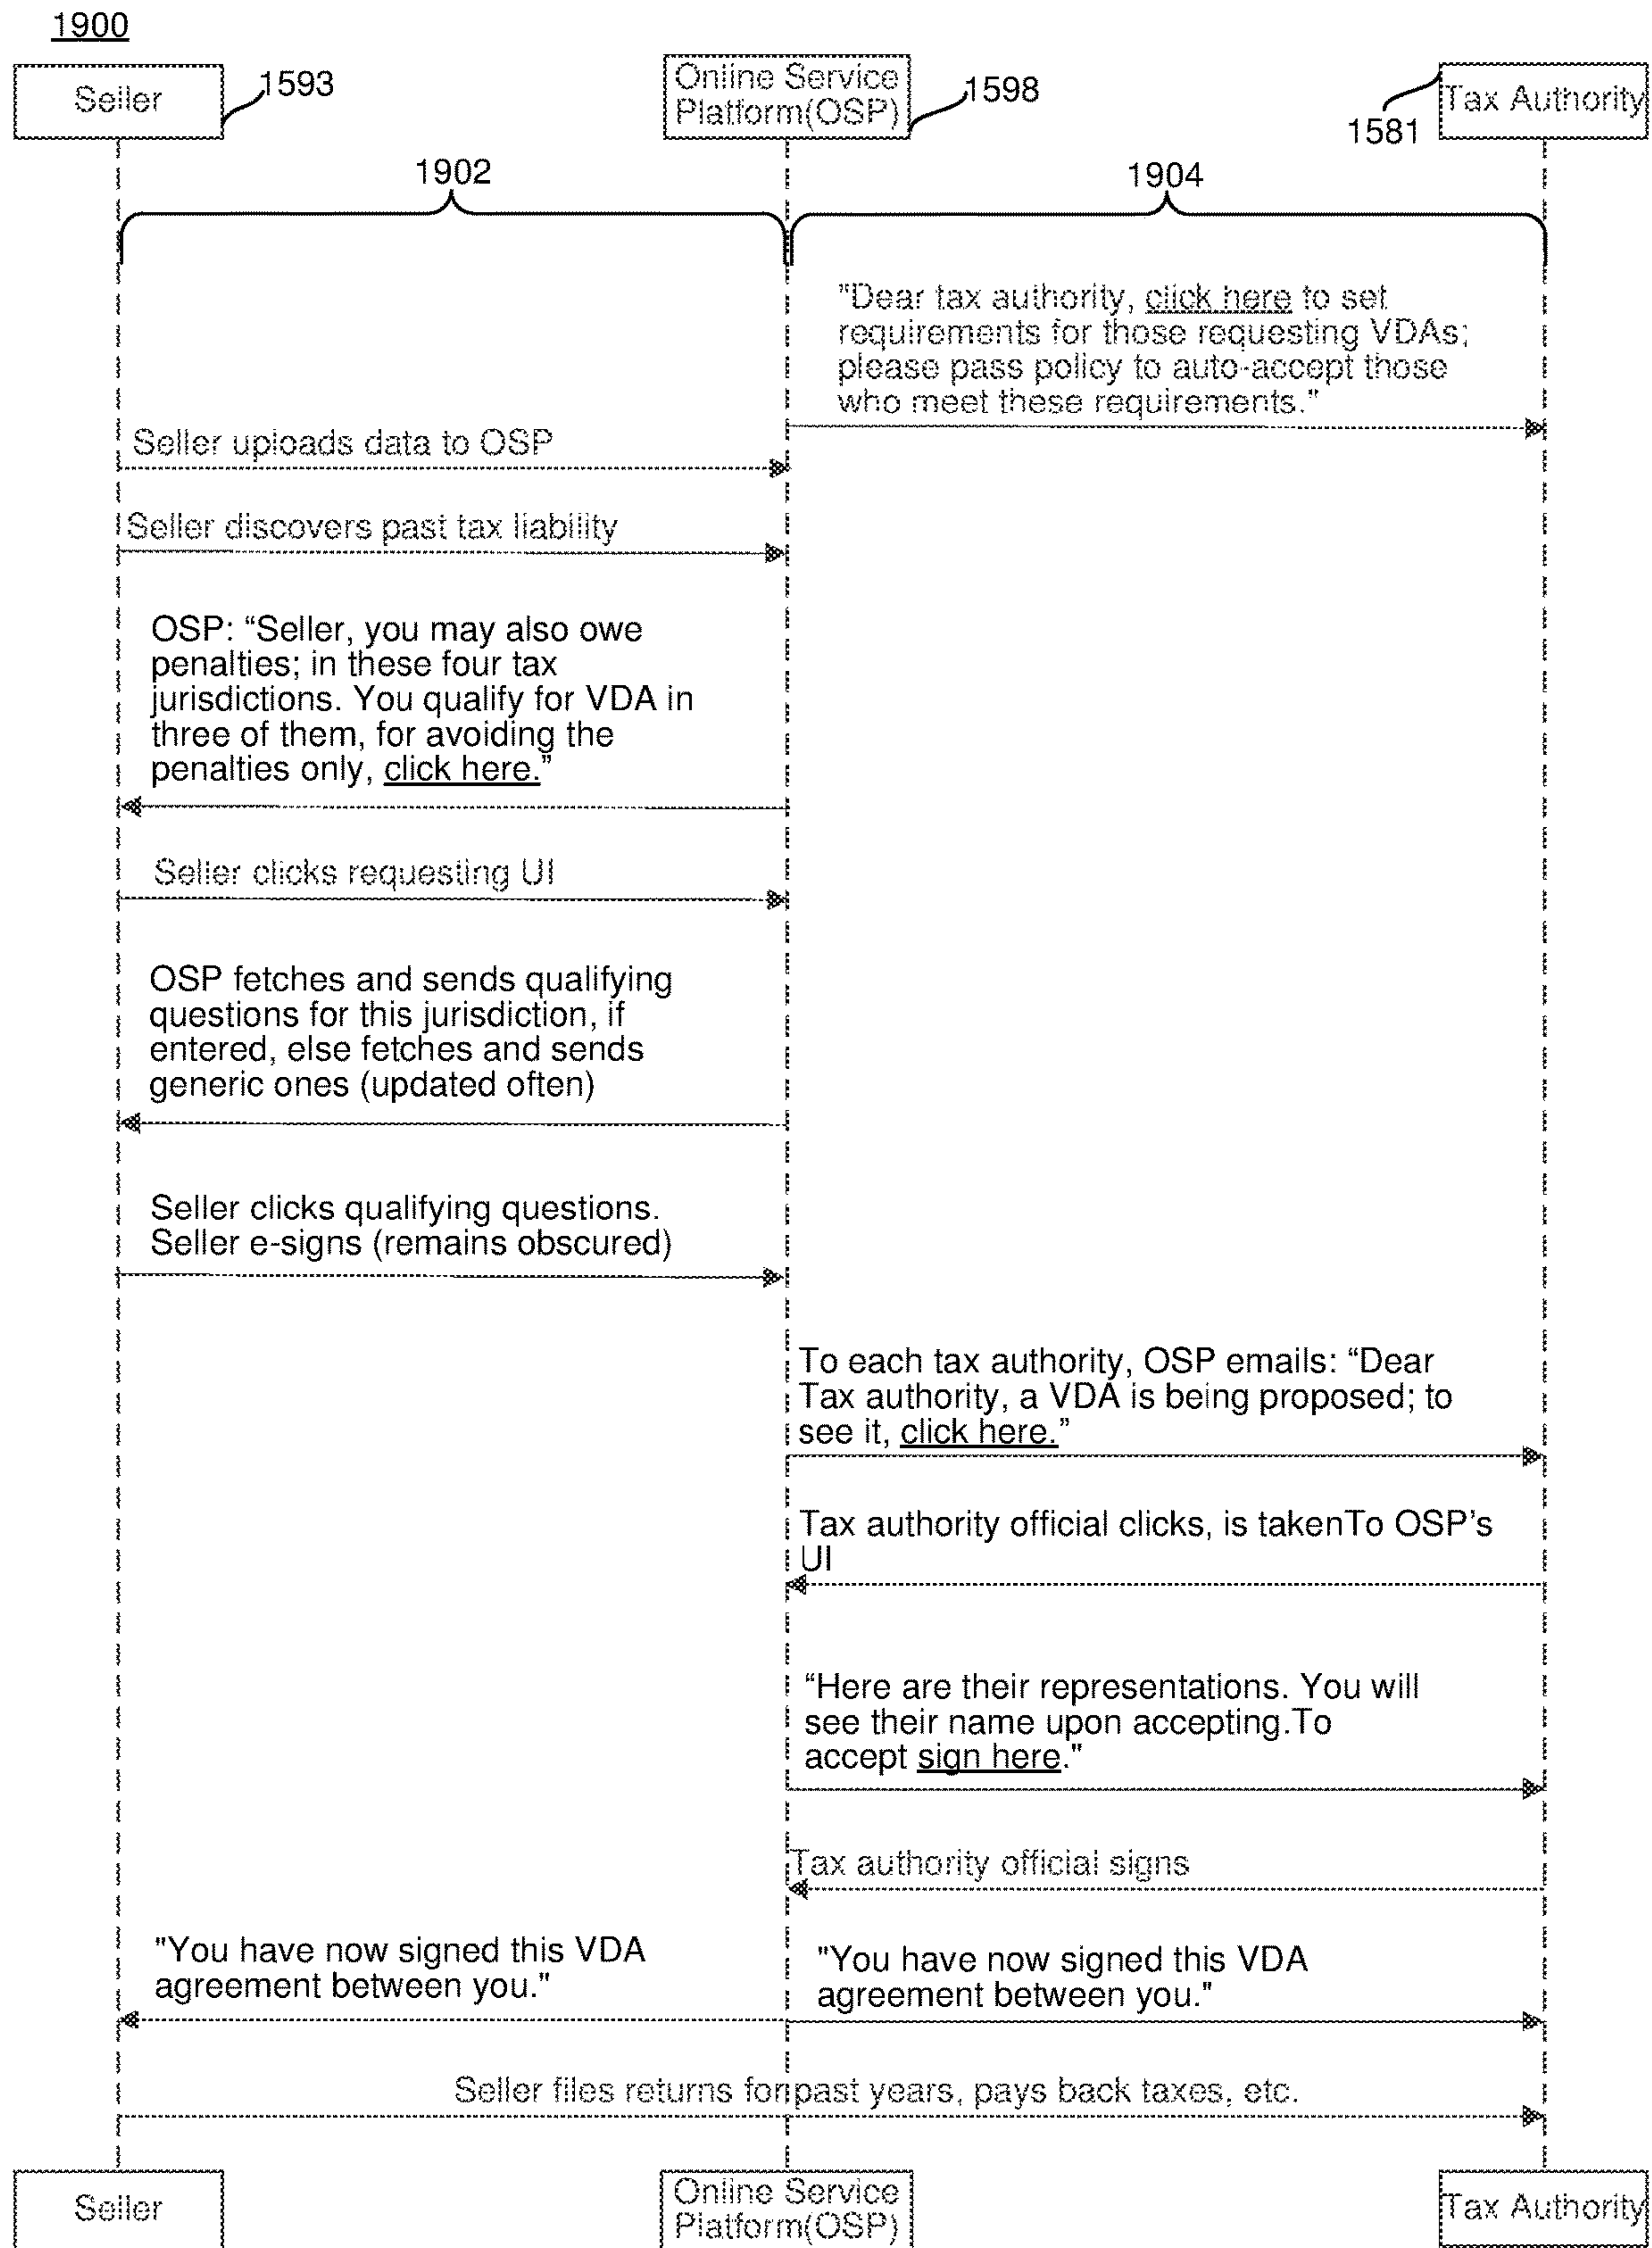 1900
Seller
1593
Online Service
Platform(OSP)
1598
1581
Tax Authority
1902
1904
"Dear tax authority, click here to set
requirements for those requesting VDAs;
please pass policy to auto-accept those
who meet these requirements."
Seller uploads data to OSP
Seller discovers past tax liability
OSP: “Seller, you may also owe
penalties; in these four tax
jurisdictions. You qualify for VDA in
three of them, for avoiding the
penalties only, click here.”
Seller clicks requesting UI
OSP fetches and sends qualifying
questions for this jurisdiction, if
entered, else fetches and sends
generic ones (updated often)
Seller clicks qualifying questions.
Seller e-signs (remains obscured)
To each tax authority, OSP emails: “Dear
Tax authority, a VDA is being proposed; to
see it, click here.”
Tax authority official clicks, is takenTo OSP’s
UI
“Here are their representations. You will
see their name upon accepting.To
accept sign here."
Tax authority official signs
"You have now signed this VDA
agreement between you."
"You have now signed this VDA
agreement between you."
Seller files returns for past years, pays back taxes, etc.
Seller
Online Service
Platform(OSP)
Tax Authority